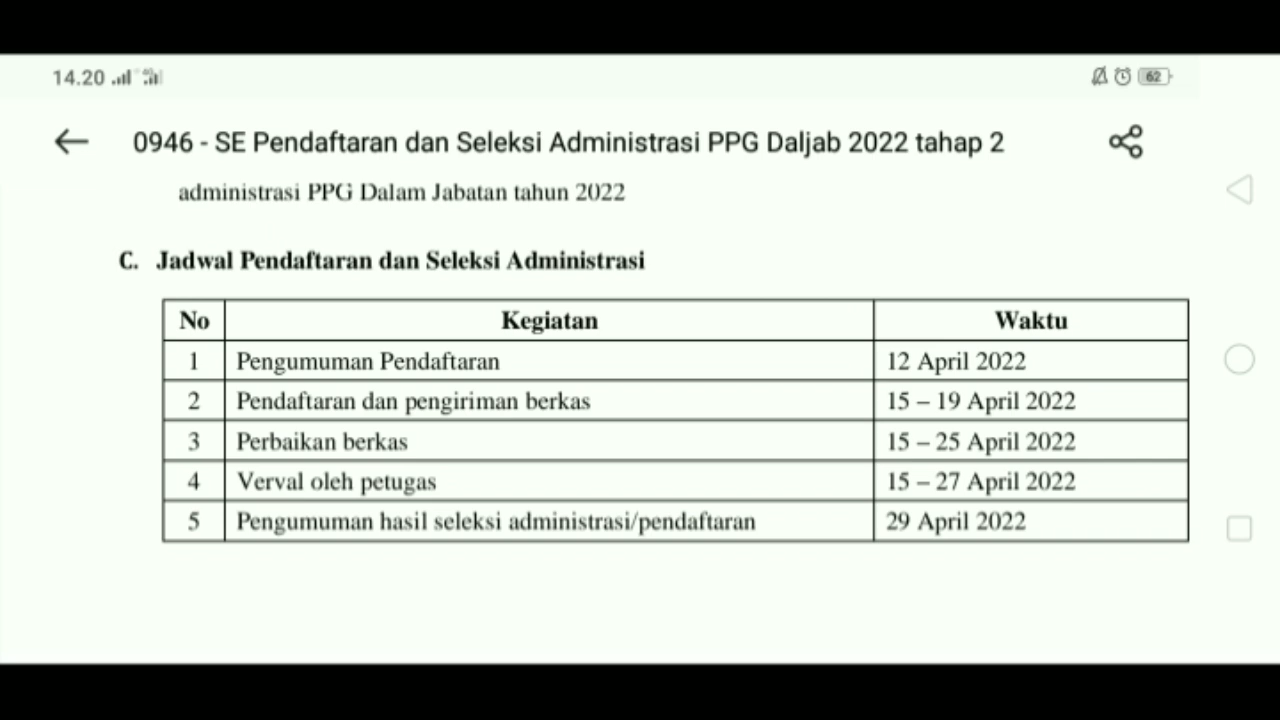 14.20
62
0946 - SE Pendaftaran dan Seleksi Administrasi PPG Daljab 2022 tahap 2
administrasi PPG Dalam Jabatan tahun 2022
C. Jadwal Pendaftaran dan Seleksi Administrasi
No Kegiatan Waktu
1 Pengumuman Pendaftaran 12 April 2022
2 Pendaftaran dan pengiriman berkas 15 – 19 April 2022
3 Perbaikan berkas 15 – 25 April 2022
4 Verval oleh petugas 15 – 27 April 2022
5 Pengumuman hasil seleksi administrasi/pendaftaran 29 April 2022